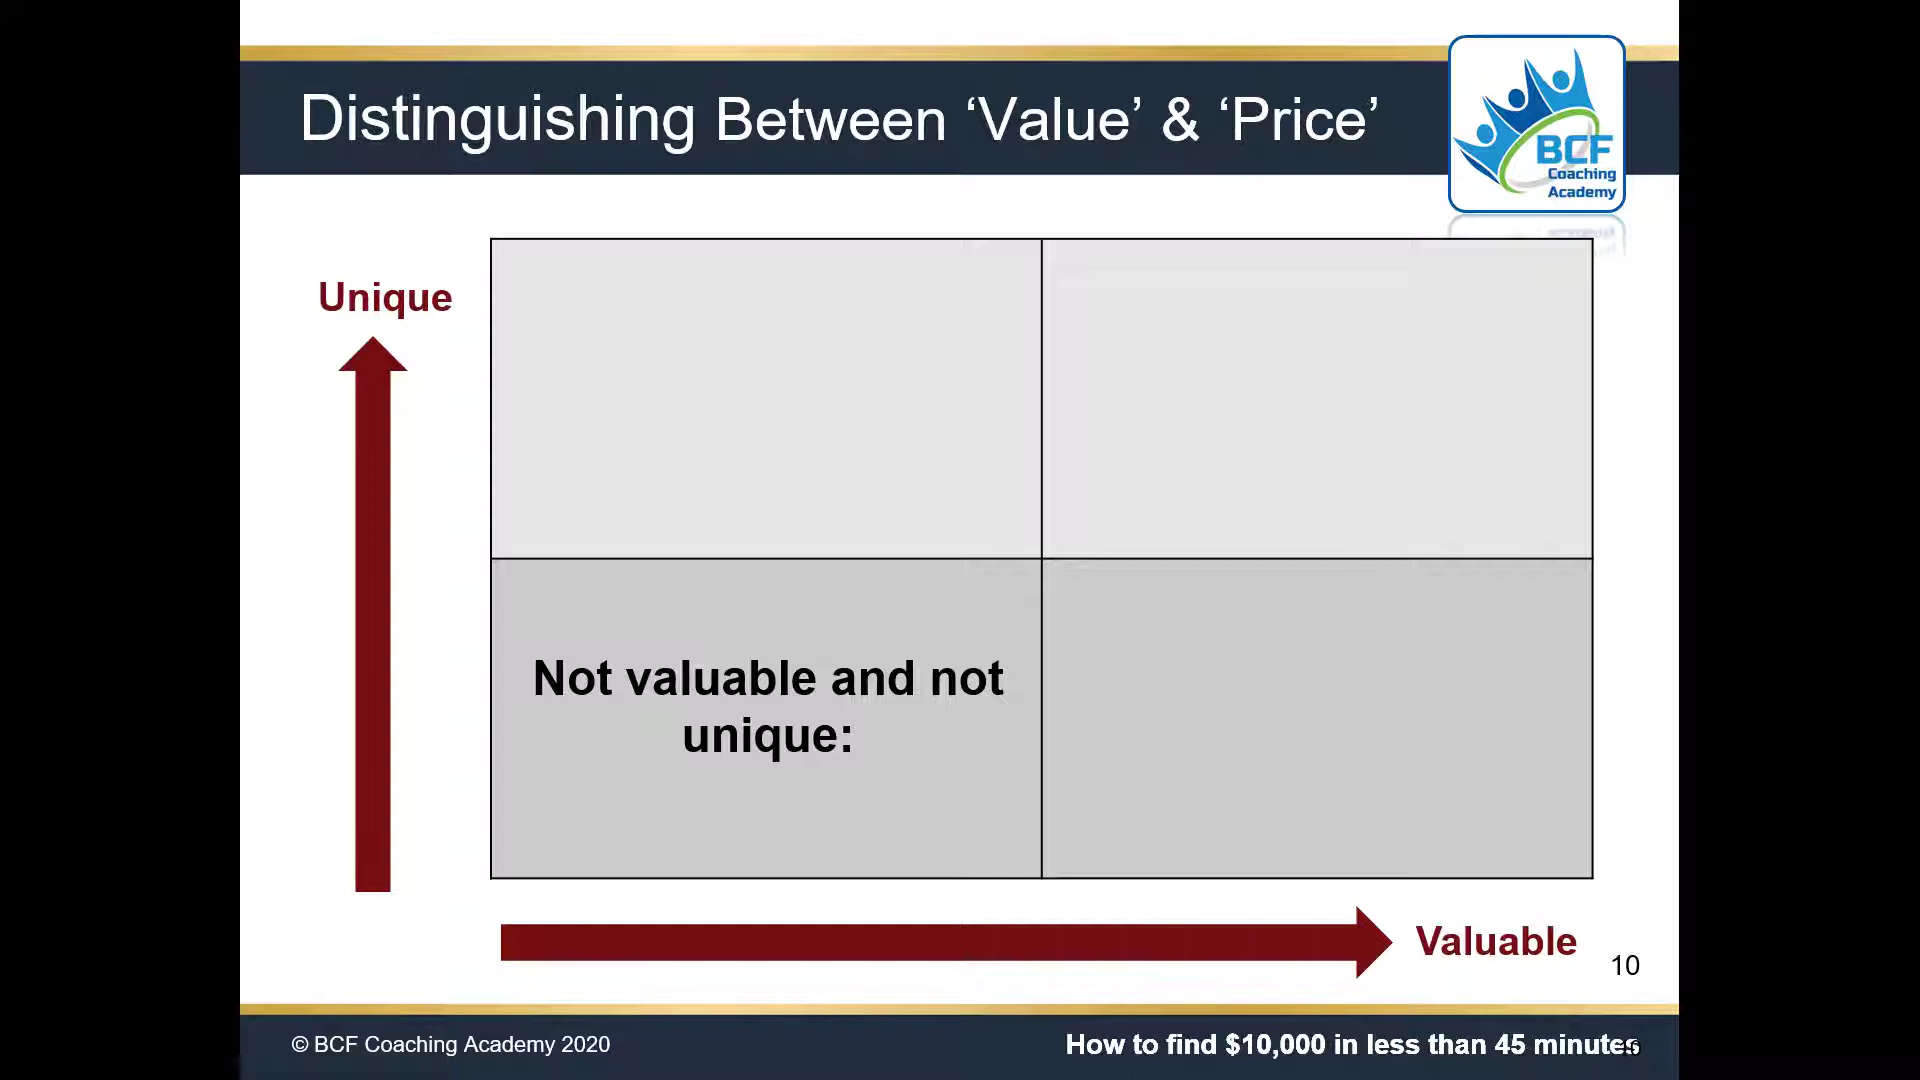 Distinguishing Between ‘Value’ & ‘Price’
BCF
Coaching
Academy
Unique
Not valuable and not
unique:
Valuable
10
© BCF Coaching Academy 2020
How to find $10,000 in less than 45 minutes